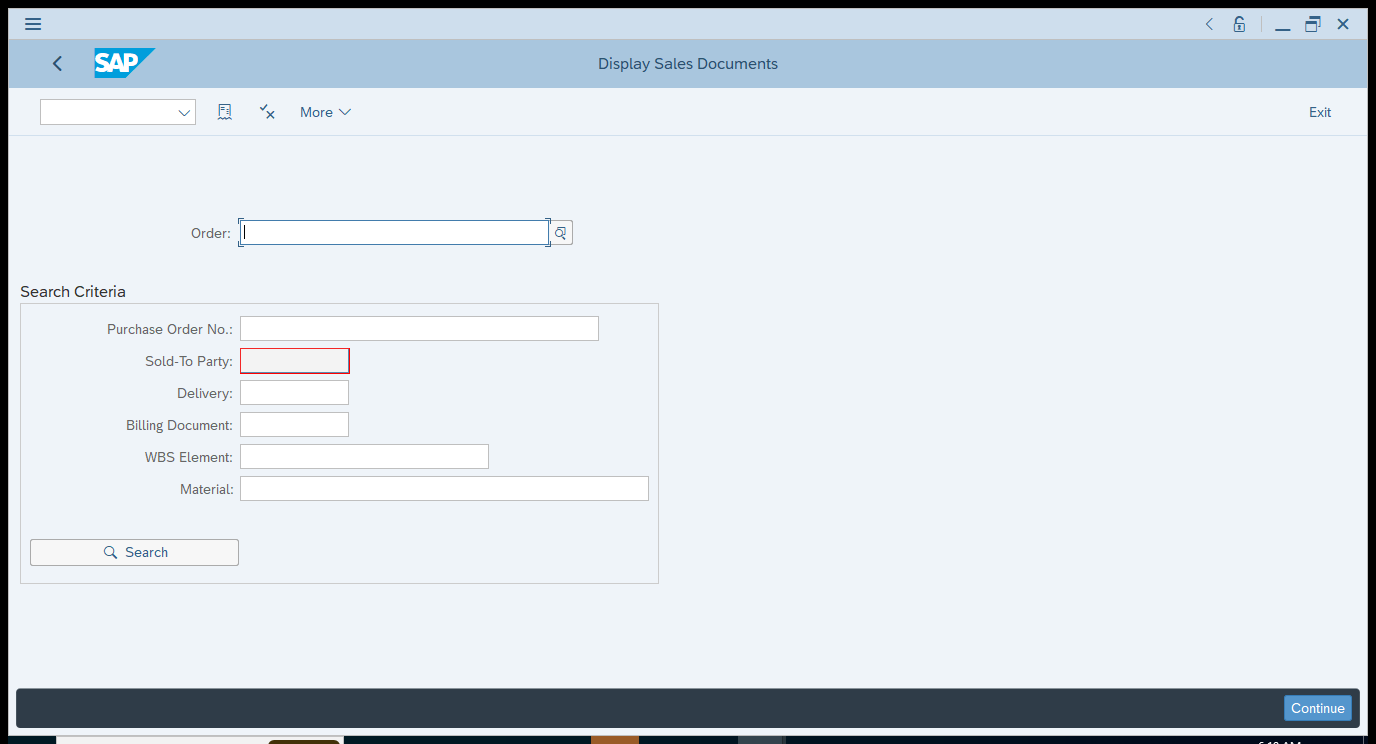 SAP
Display Sales Documents
More
Exit
Order:
Search Criteria
Purchase Order No.:
Sold-To Party:
Delivery:
Billing Document:
WBS Element:
Material:
Search
Continue